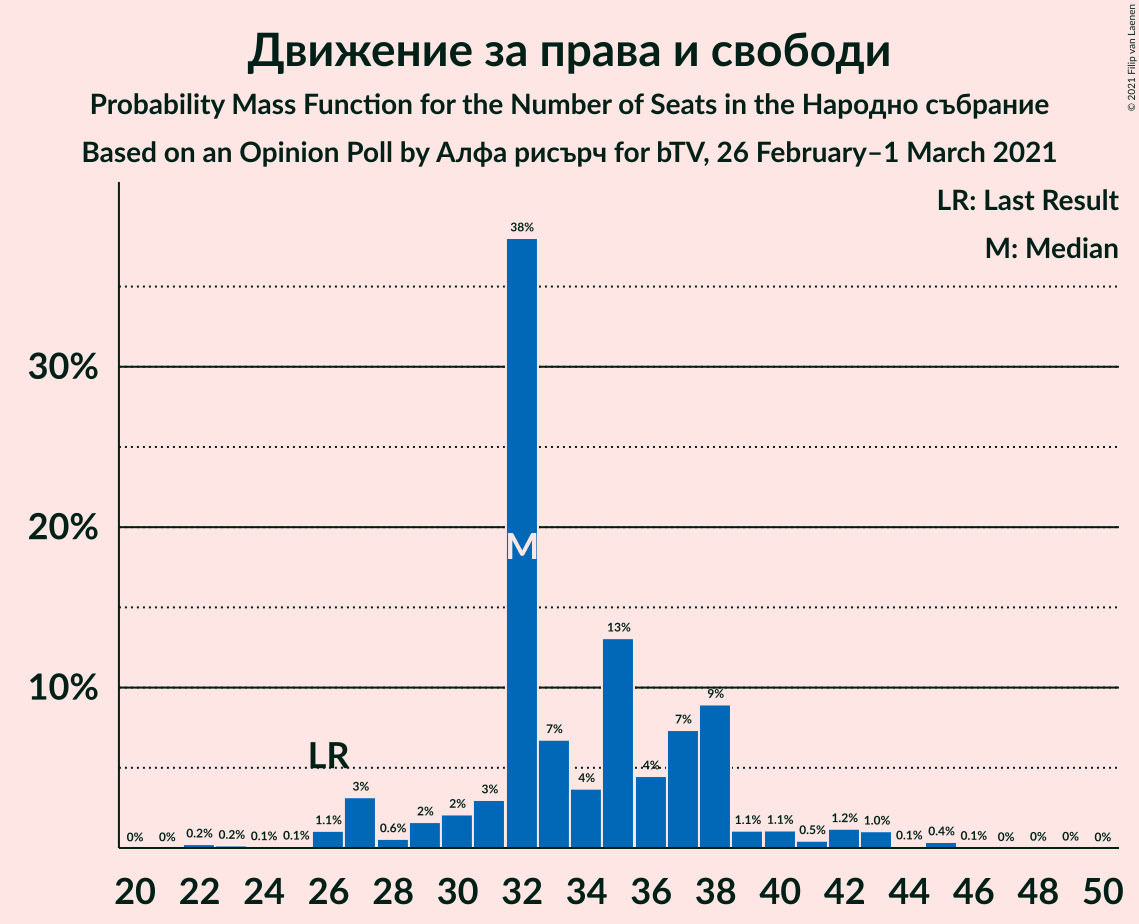 Движение за права и свободи
Probability Mass Function for the Number of Seats in the Народно събрание
Based on an Opinion Poll by Алфа рисърч for bTV, 26 February–1 March 2021
© 2021 Filip van Laenen
LR: Last Result
M: Median
38%
30%
20%
M
13%
10%
9%
7%
7%
LR
4%
4%
3%
3%
2%
2%
0% 0% 0.2% 0.2% 0.1% 0.1% 1.1% 0.6% 1.1% 1.1% 0.5% 1.2% 1.0% 0.1% 0.4% 0.1% 0% 0% 0% 0%
20 22 24 26 28 30 32 34 36 38 40 42 44 46 48 50